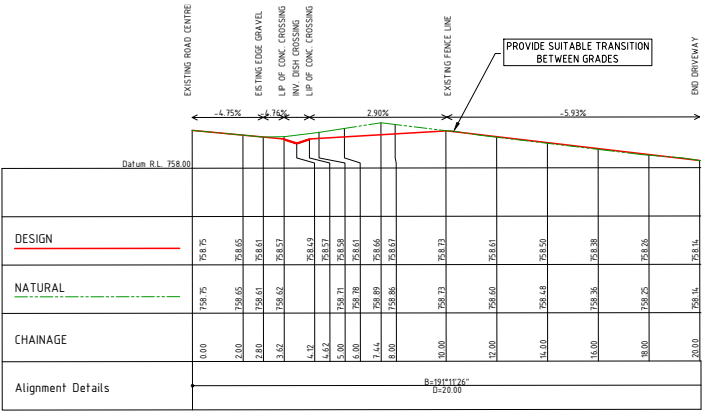 EXISTING ROAD CENTRE
EISTING EDGE GRAVEL
LIP OF CONC. CROSSING
INV. DISH CROSSING
LIP OF CONC. CROSSING
EXISTING FENCE LINE
END DRIVEWAY
PROVIDE SUITABLE TRANSITION
BETWEEN GRADES
-4.75% -4.76% 2.90% -5.93%
Datum R.L. 758.00
DESIGN 758.75 758.65 758.61 758.57 758.49 758.57 758.58 758.61 758.66 758.67 758.73 758.61 758.50 758.38 758.26 758.14
NATURAL 758.75 758.65 758.61 758.62 758.71 758.78 758.89 758.86 758.73 758.60 758.48 758.36 758.25 758.14
CHAINAGE 0.00 2.00 2.80 3.62 4.12 4.62 5.00 6.00 7.44 8.00 10.00 12.00 14.00 16.00 18.00 20.00
Alignment Details
B=191°11'26"
D=20.00